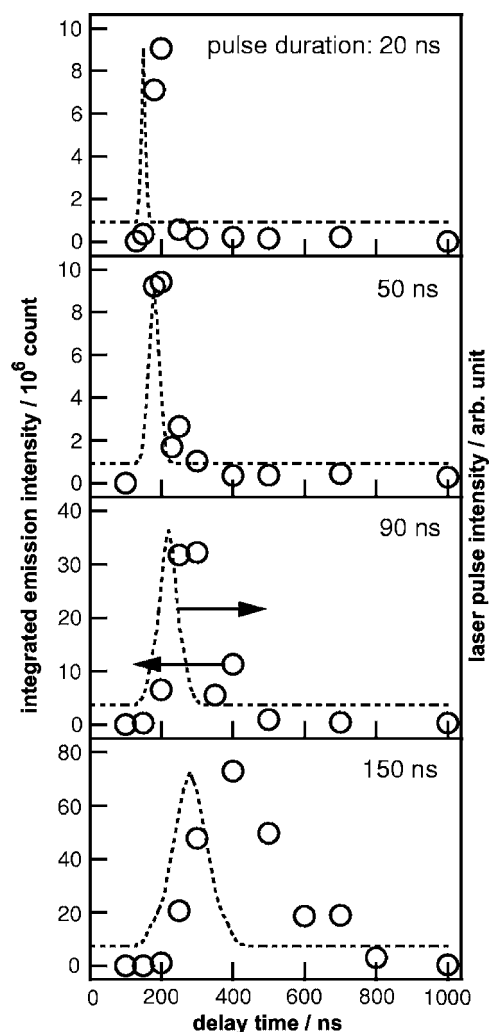 integrated emission intensity / 10⁶ count
laser pulse intensity / arb. unit
pulse duration: 20 ns
10
8
6
4
2
0
50 ns
10
8
6
4
2
0
90 ns
40
30
20
10
0
150 ns
80
60
40
20
0
0 200 400 600 800 1000
delay time / ns